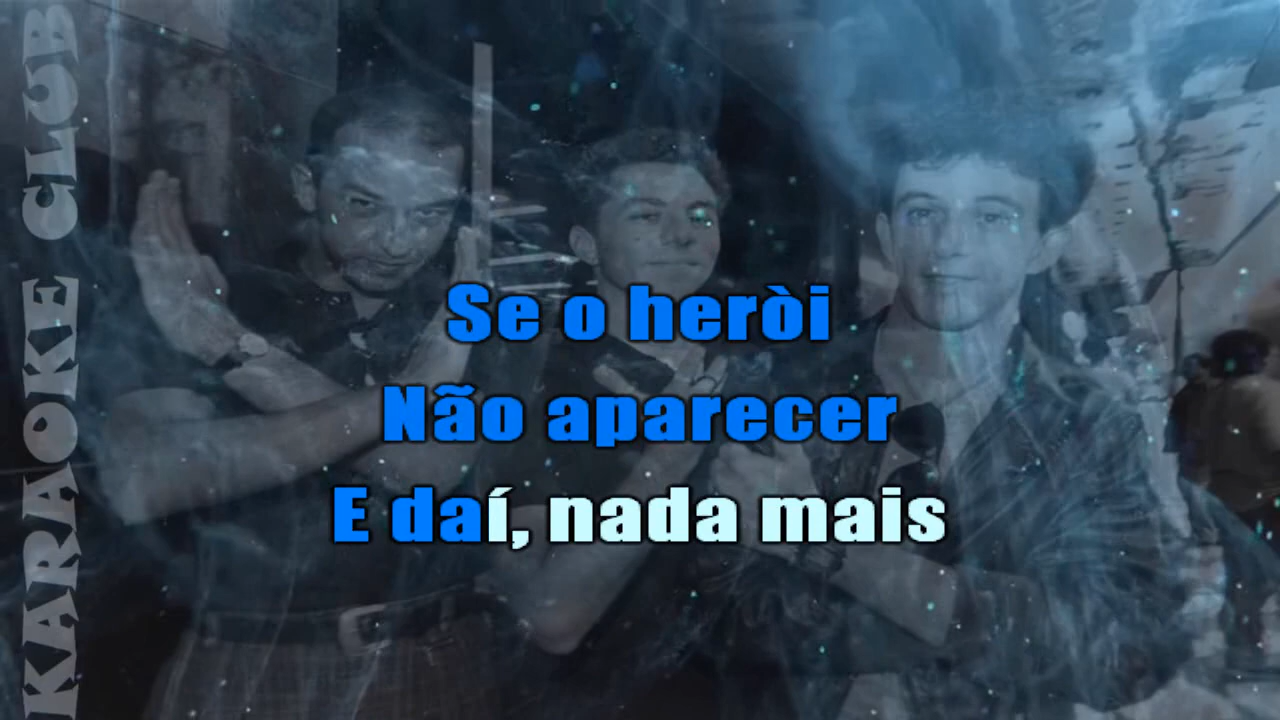 KARAOKE CLUB
Se o heròi
Não aparecer
E daí, nada mais